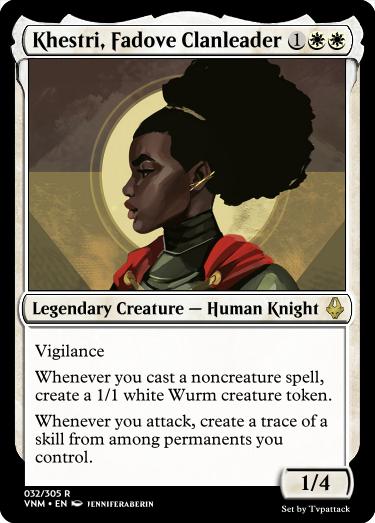 Khestri, Fadove Clanleader 1
Legendary Creature — Human Knight
Vigilance
Whenever you cast a noncreature spell,
create a 1/1 white Wurm creature token.
Whenever you attack, create a trace of a
skill from among permanents you
control.
1/4
032/305 R
VNM • EN JENNIFERABERIN
Set by Tvpattack